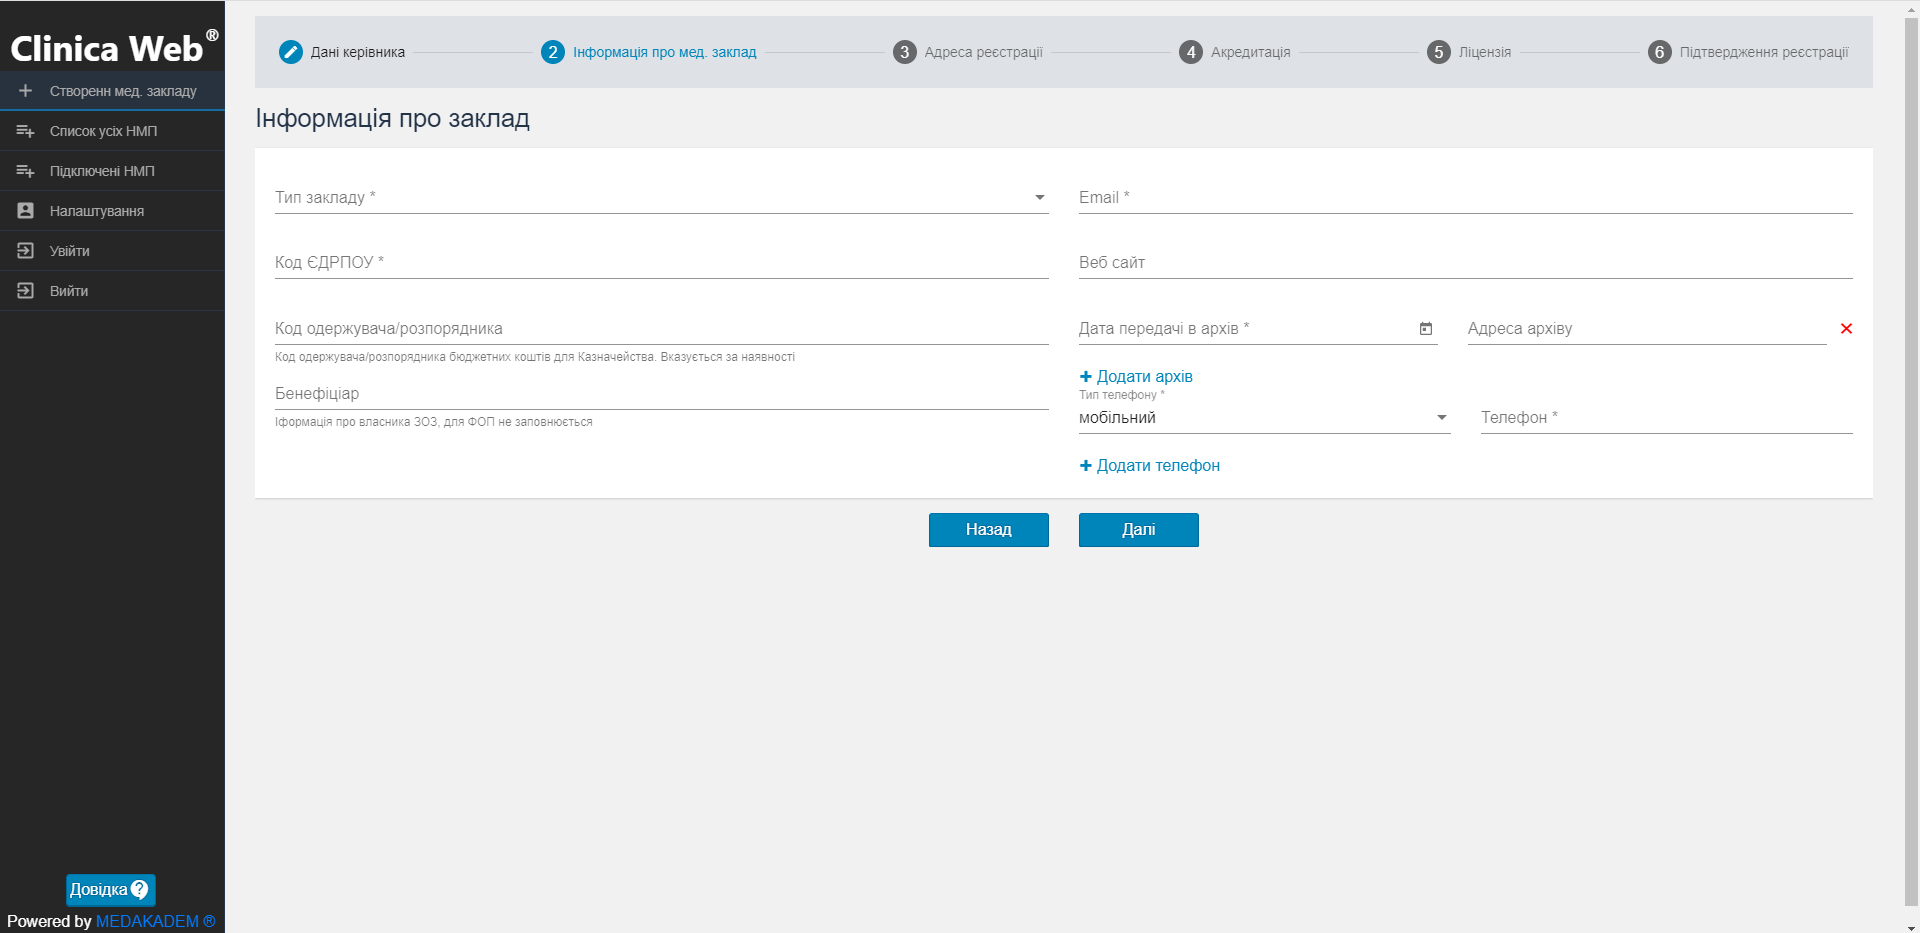 Clinica Web®
Створенн мед. закладу
Список усіх НМП
Підключені НМП
Налаштування
Увійти
Вийти
Довідка ?
Powered by MEDAKADEM ®
Дані керівника
2 Інформація про мед. заклад
3 Адреса реєстрації
4 Акредитація
5 Ліцензія
6 Підтвердження реєстрації
Інформація про заклад
Тип закладу *
Email *
Код ЄДРПОУ *
Веб сайт
Код одержувача/розпорядника
Код одержувача/розпорядника бюджетних коштів для Казначейства. Вказується за наявності
Дата передачі в архів *
Адреса архіву
Додати архів
Бенефіціар
Іформація про власника ЗОЗ, для ФОП не заповнюється
Тип телефону *
мобільний
Телефон *
Додати телефон
Назад
Далі